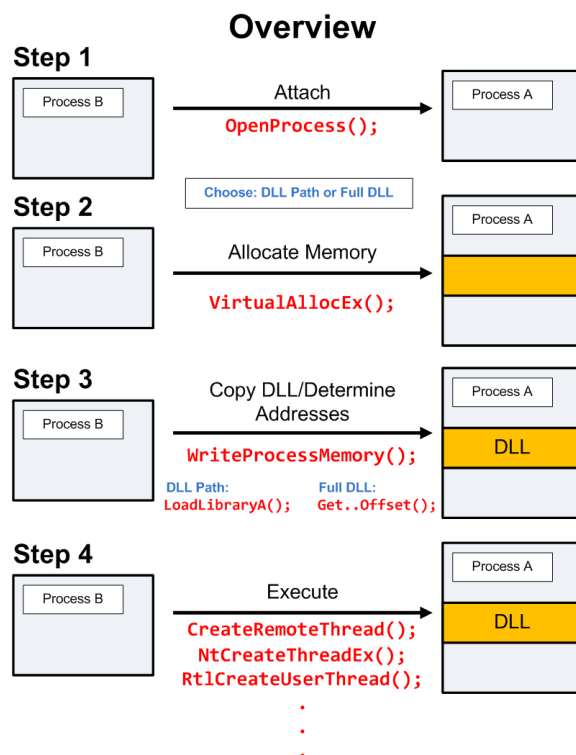 Overview
Step 1
Process B
Attach
OpenProcess();
Process A
Choose: DLL Path or Full DLL
Step 2
Process B
Allocate Memory
VirtualAllocEx();
Process A
Step 3
Process B
Copy DLL/Determine
Addresses
WriteProcessMemory();
DLL Path:
LoadLibraryA();
Full DLL:
Get..Offset();
Process A
DLL
Step 4
Process B
Execute
CreateRemoteThread();
NtCreateThreadEx();
RtlCreateUserThread();
.
.
.
Process A
DLL